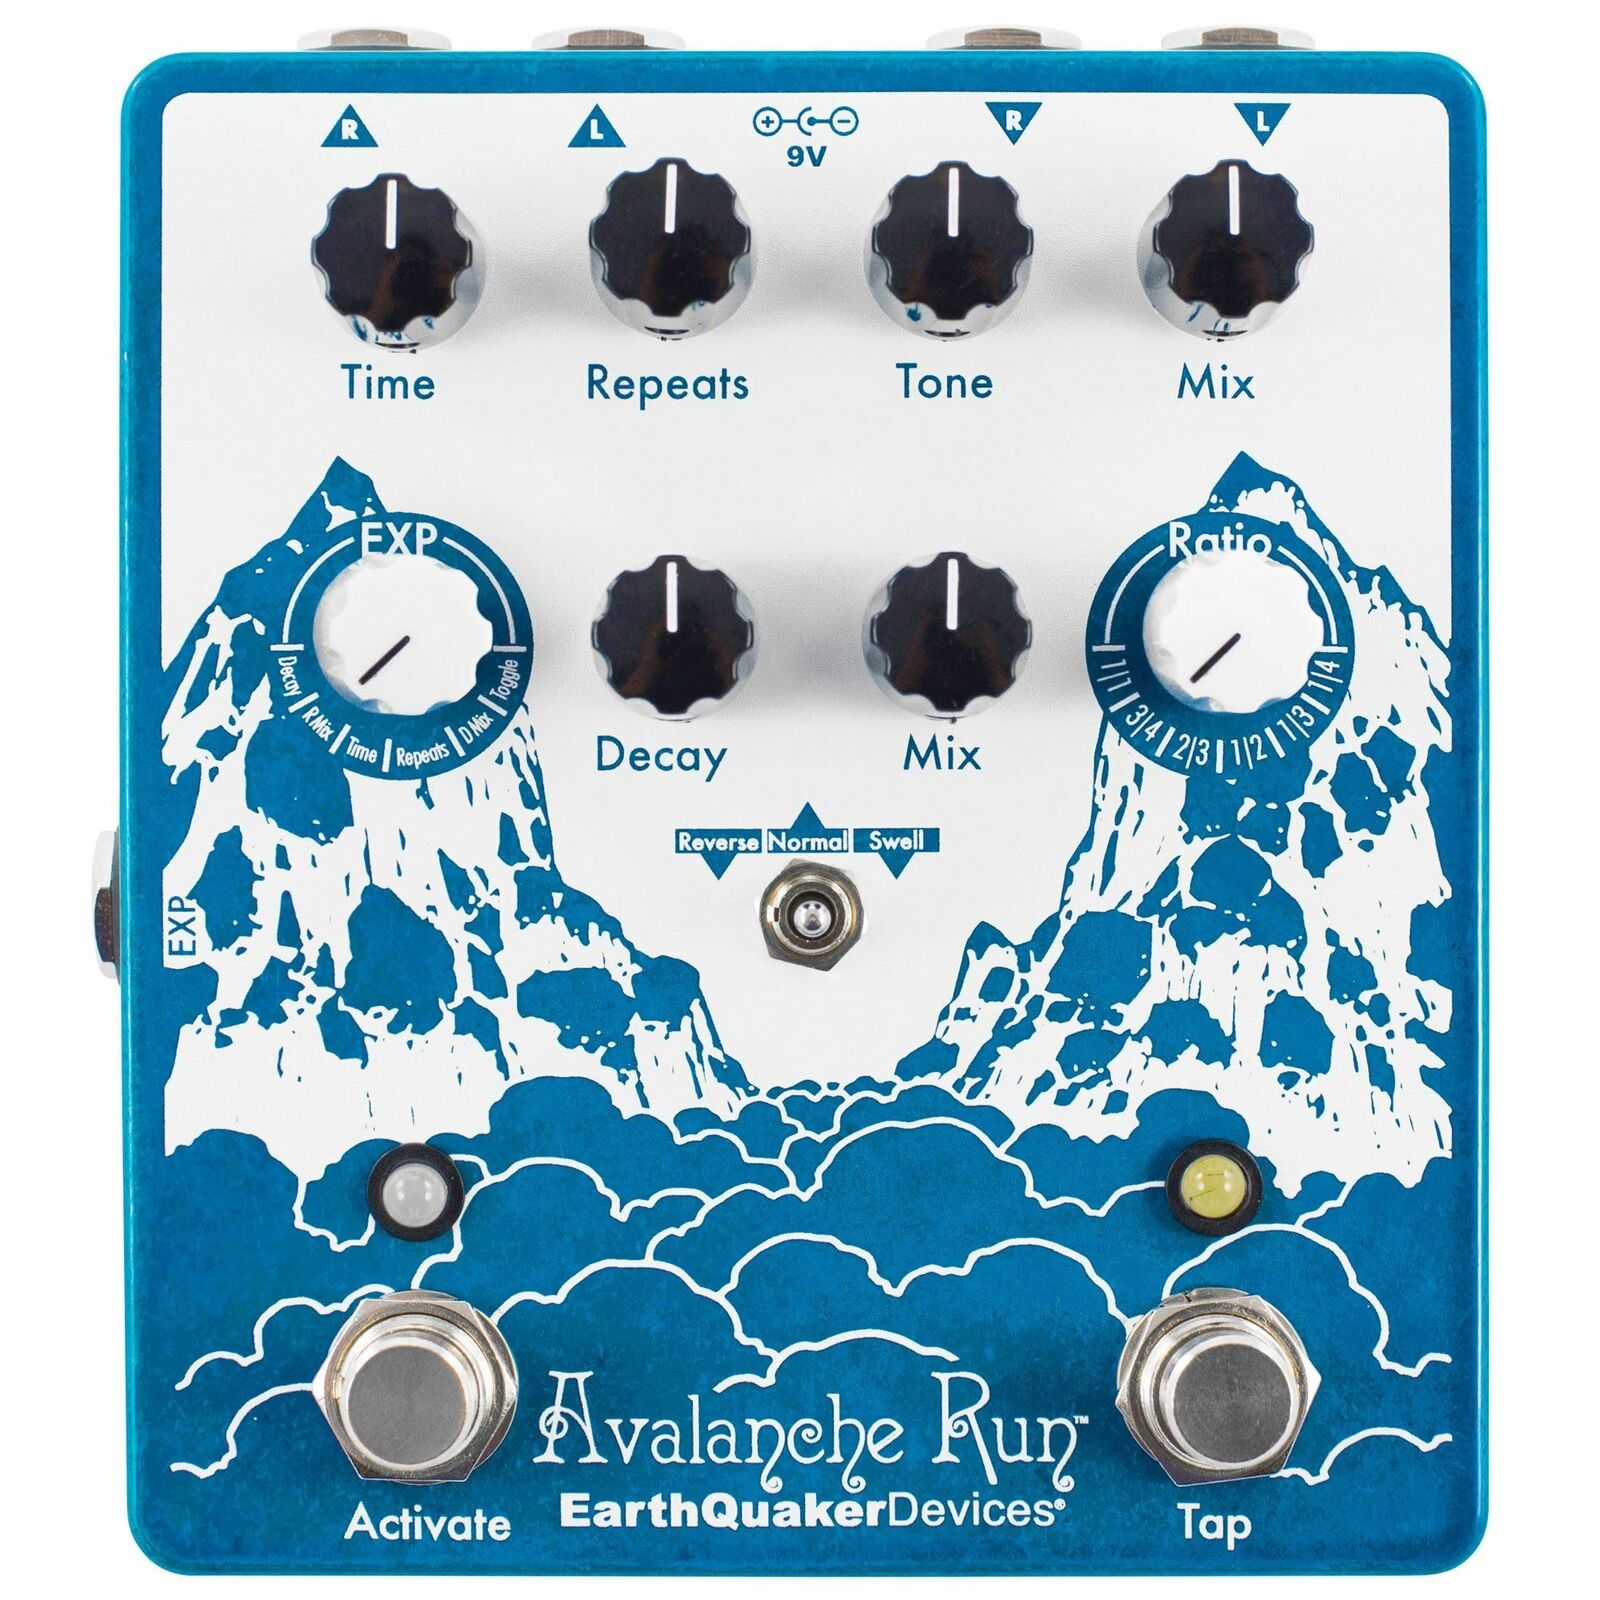 R L R L
9V
Time Repeats Tone Mix
EXP Ratio
Decay R.Mix Time Repeats D.Mix Toggle
1/1 3/4 2/3 1/2 1/3 1/4
Decay Mix
Reverse Normal Swell
EXP
Avalanche Run™
EarthQuakerDevices®
Activate Tap